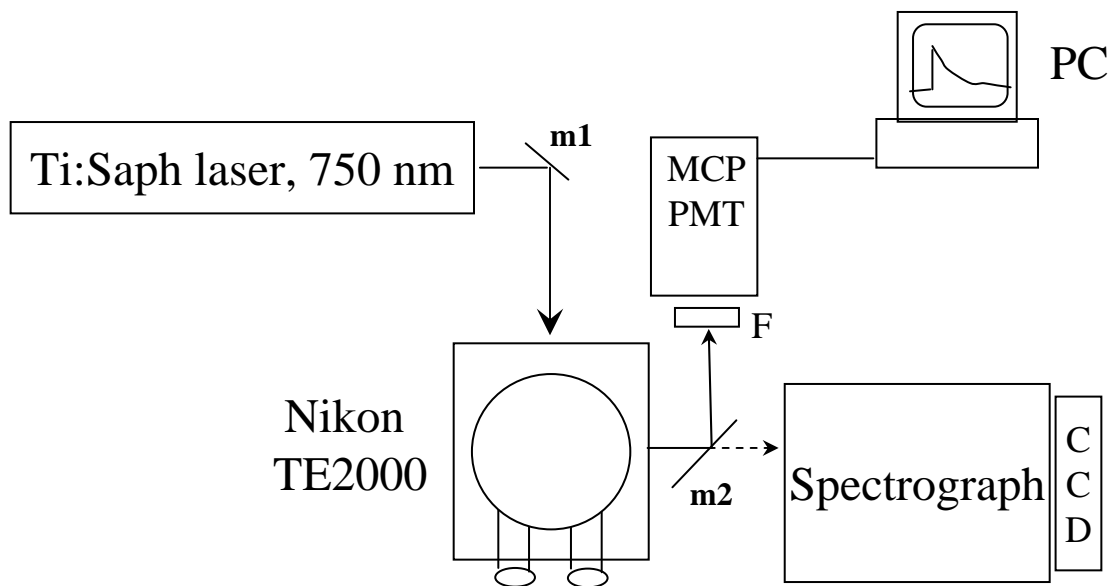 PC
m1
Ti:Saph laser, 750 nm
MCP
PMT
F
Nikon
TE2000
m2
Spectrograph
C
C
D